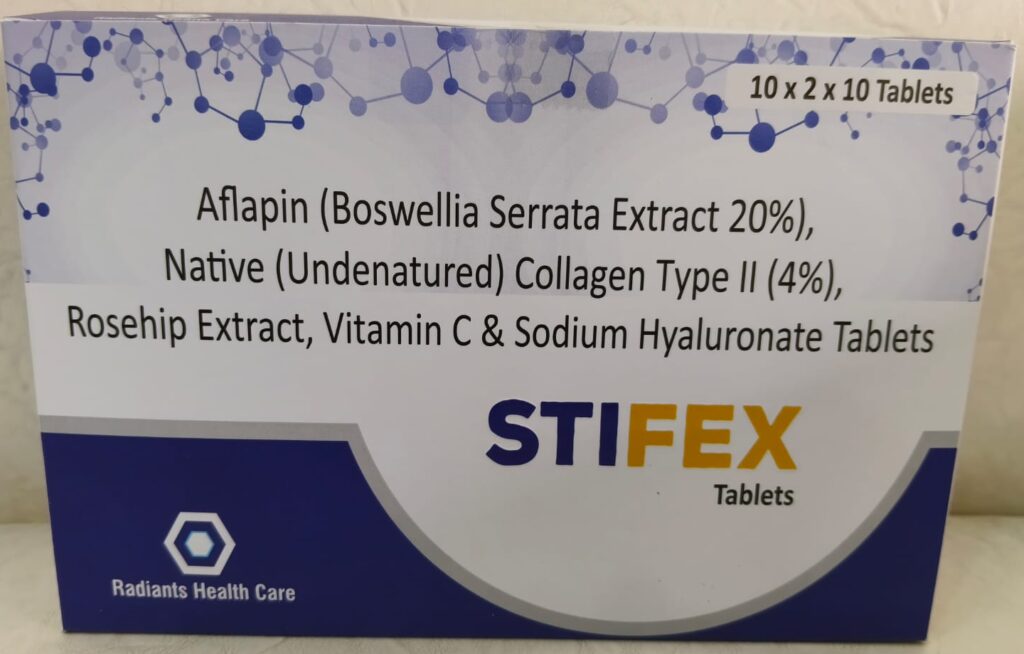 10 x 2 x 10 Tablets
Aflapin (Boswellia Serrata Extract 20%),
Native (Undenatured) Collagen Type II (4%),
Rosehip Extract, Vitamin C & Sodium Hyaluronate Tablets
STIFEX
Tablets
Radiants Health Care